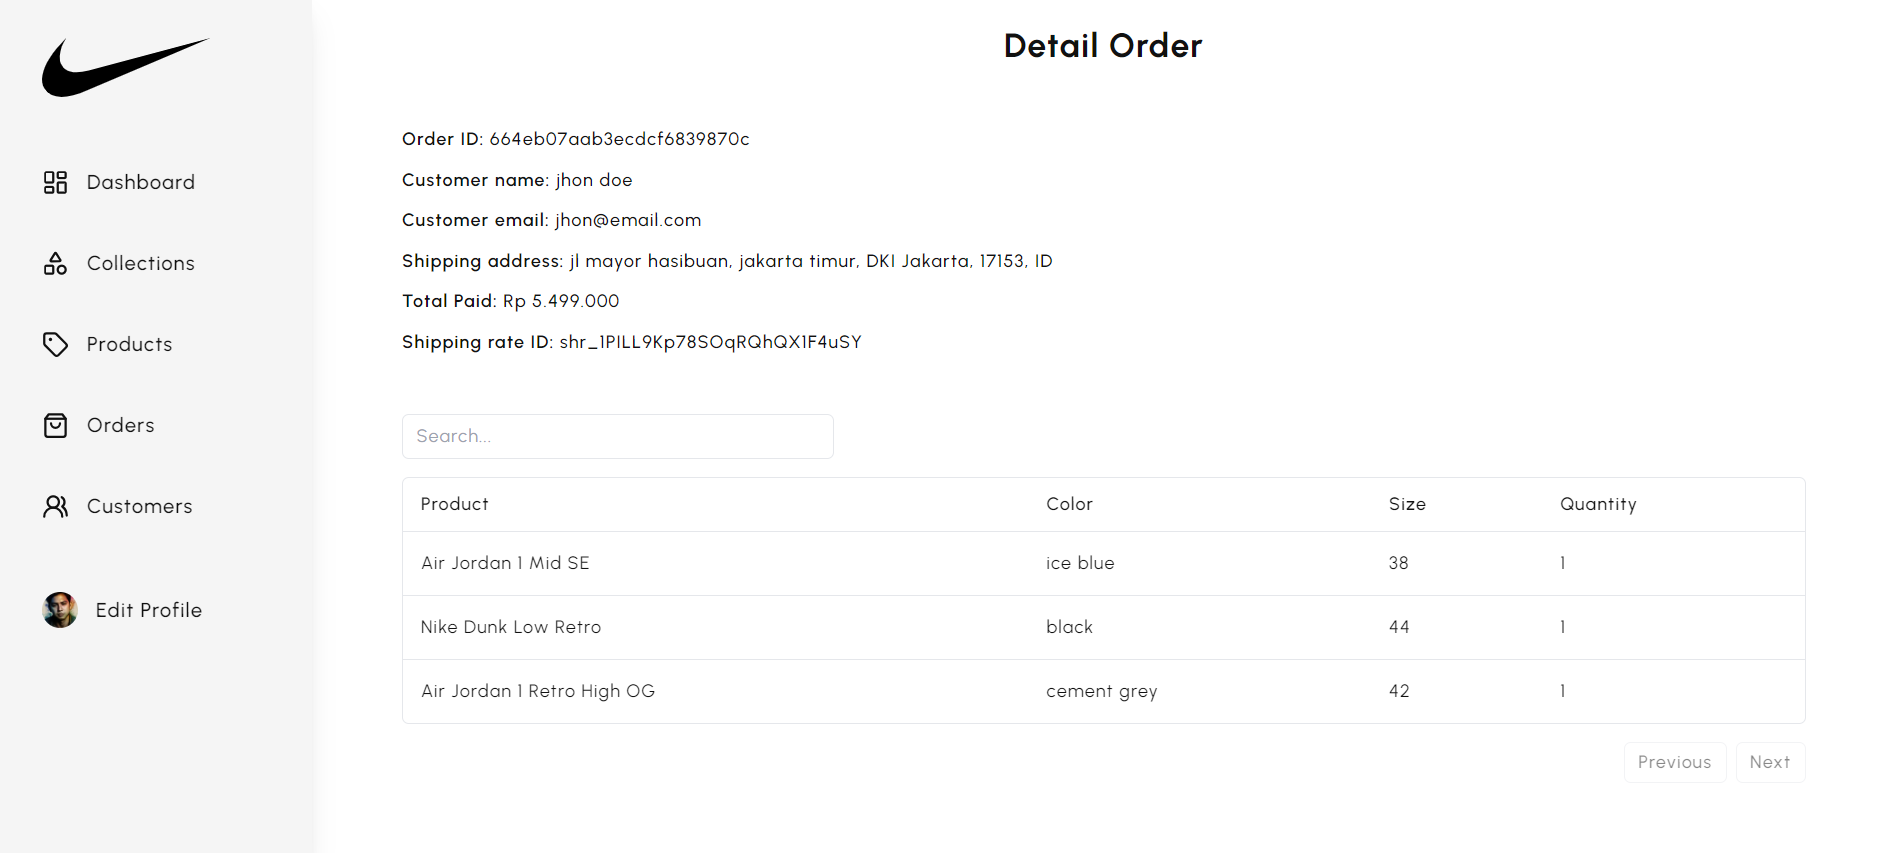 Detail Order
Dashboard
Collections
Products
Orders
Customers
Edit Profile
Order ID: 664eb07aab3ecdcf6839870c
Customer name: jhon doe
Customer email: jhon@email.com
Shipping address: jl mayor hasibuan, jakarta timur, DKI Jakarta, 17153, ID
Total Paid: Rp 5.499.000
Shipping rate ID: shr_1PILL9Kp78SOqRQhQX1F4uSY
Search...
Product Color Size Quantity
Air Jordan 1 Mid SE ice blue 38 1
Nike Dunk Low Retro black 44 1
Air Jordan 1 Retro High OG cement grey 42 1
Previous Next